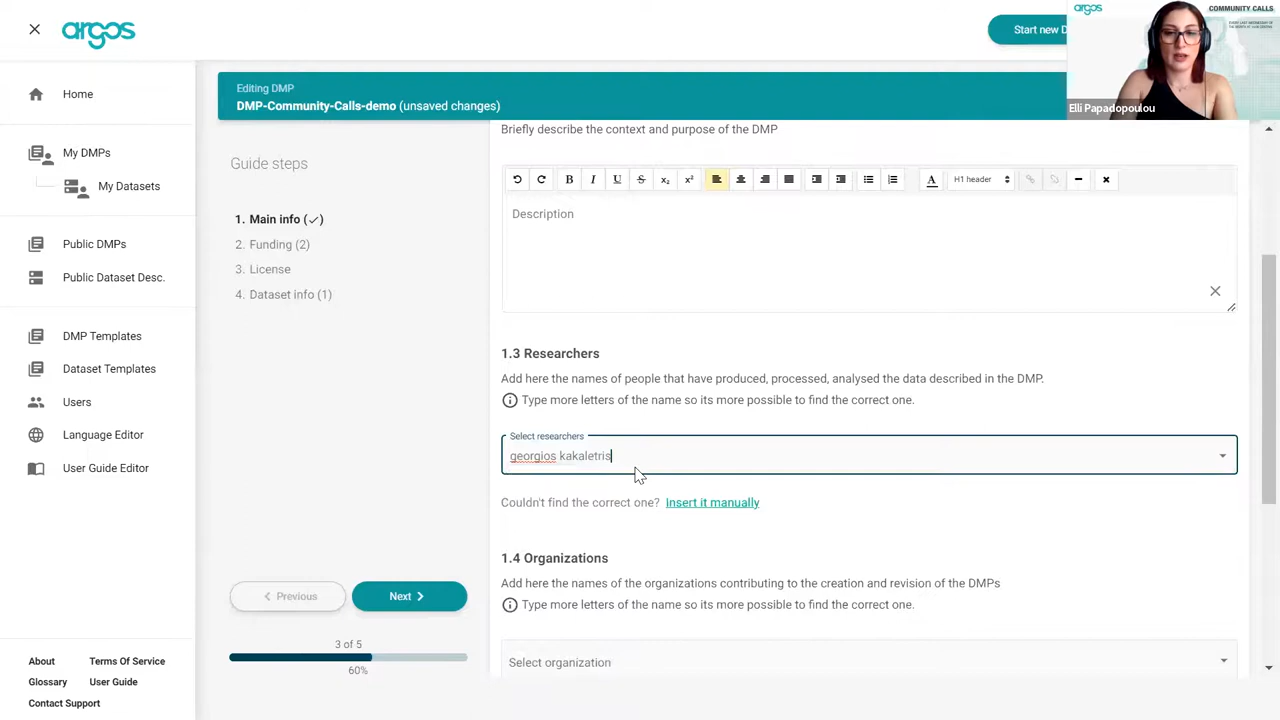 argos
Start new D
argos
COMMUNITY CALLS
Elli Papadopoulou
Home
My DMPs
My Datasets
Public DMPs
Public Dataset Desc.
DMP Templates
Dataset Templates
Users
Language Editor
User Guide Editor
About
Terms Of Service
Glossary
User Guide
Contact Support
Editing DMP
DMP-Community-Calls-demo (unsaved changes)
Guide steps
1. Main info (✓)
2. Funding (2)
3. License
4. Dataset info (1)
Previous
Next
3 of 5
60%
Briefly describe the context and purpose of the DMP
B I U S x₂ x² A H1 header
Description
1.3 Researchers
Add here the names of people that have produced, processed, analysed the data described in the DMP.
Type more letters of the name so its more possible to find the correct one.
Select researchers
georgios kakaletris
Couldn't find the correct one? Insert it manually
1.4 Organizations
Add here the names of the organizations contributing to the creation and revision of the DMPs
Type more letters of the name so its more possible to find the correct one.
Select organization